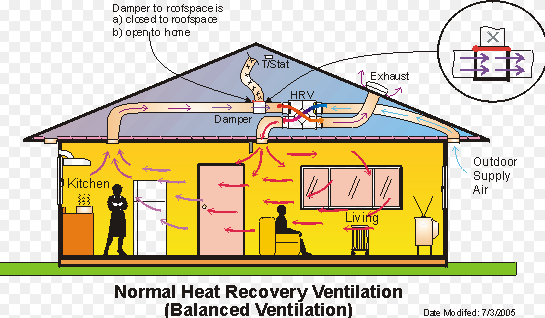 Damper to roofspace is
a) closed to roofspace
b) open to home
T/Stat
Exhaust
HRV
Damper
Outdoor
Supply
Air
Kitchen
Living
Normal Heat Recovery Ventilation
(Balanced Ventilation)
Date Modifed: 7/3/2005